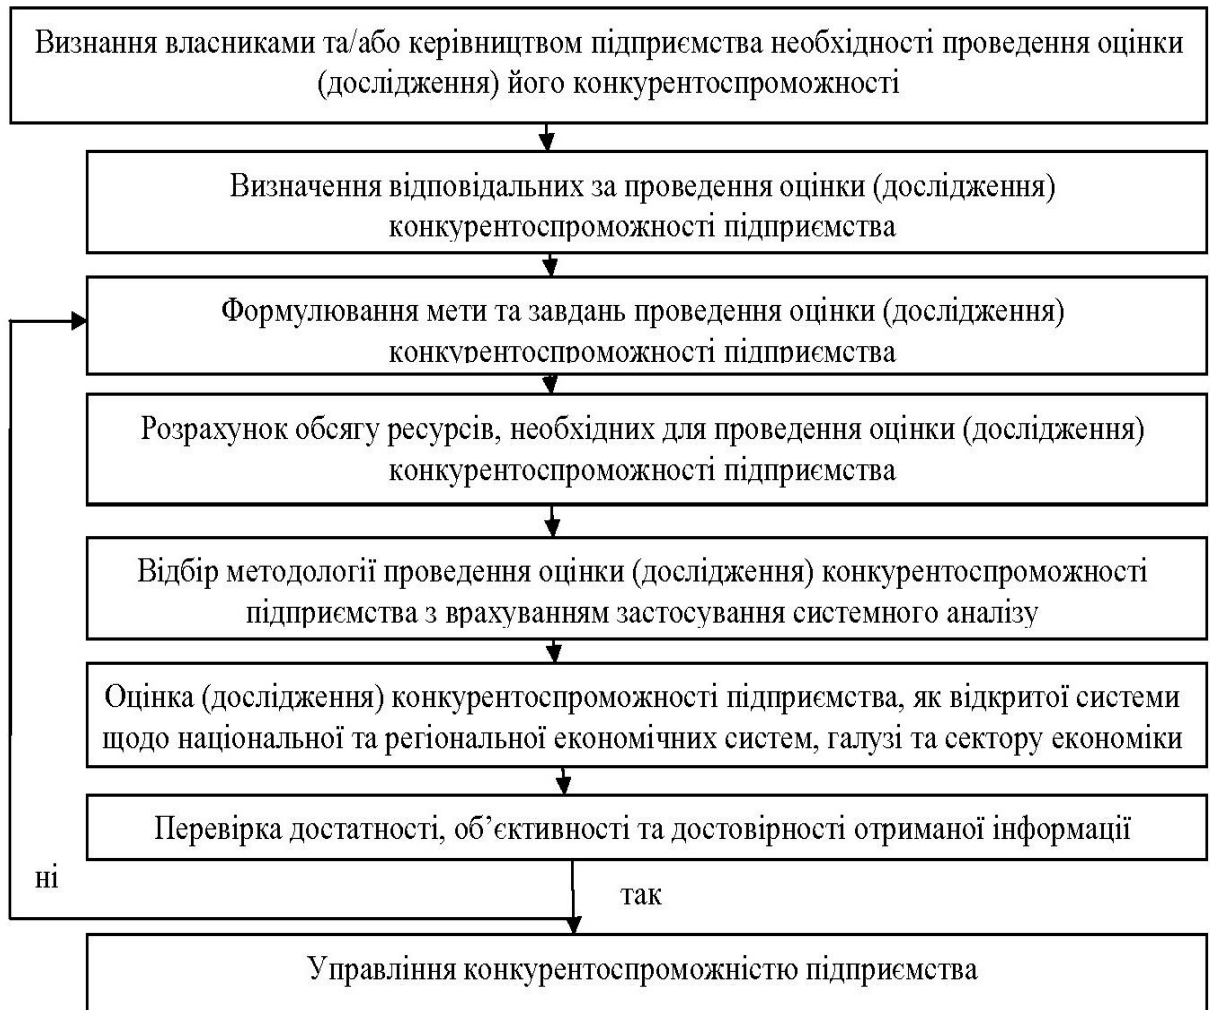 Визнання власниками та/або керівництвом підприємства необхідності проведення оцінки
(дослідження) його конкурентоспроможності
Визначення відповідальних за проведення оцінки (дослідження)
конкурентоспроможності підприємства
Формулювання мети та завдань проведення оцінки (дослідження)
конкурентоспроможності підприємства
Розрахунок обсягу ресурсів, необхідних для проведення оцінки (дослідження)
конкурентоспроможності підприємства
Відбір методології проведення оцінки (дослідження) конкурентоспроможності
підприємства з врахуванням застосування системного аналізу
Оцінка (дослідження) конкурентоспроможності підприємства, як відкритої системи
щодо національної та регіональної економічних систем, галузі та сектору економіки
Перевірка достатності, об’єктивності та достовірності отриманої інформації
ні
так
Управління конкурентоспроможністю підприємства